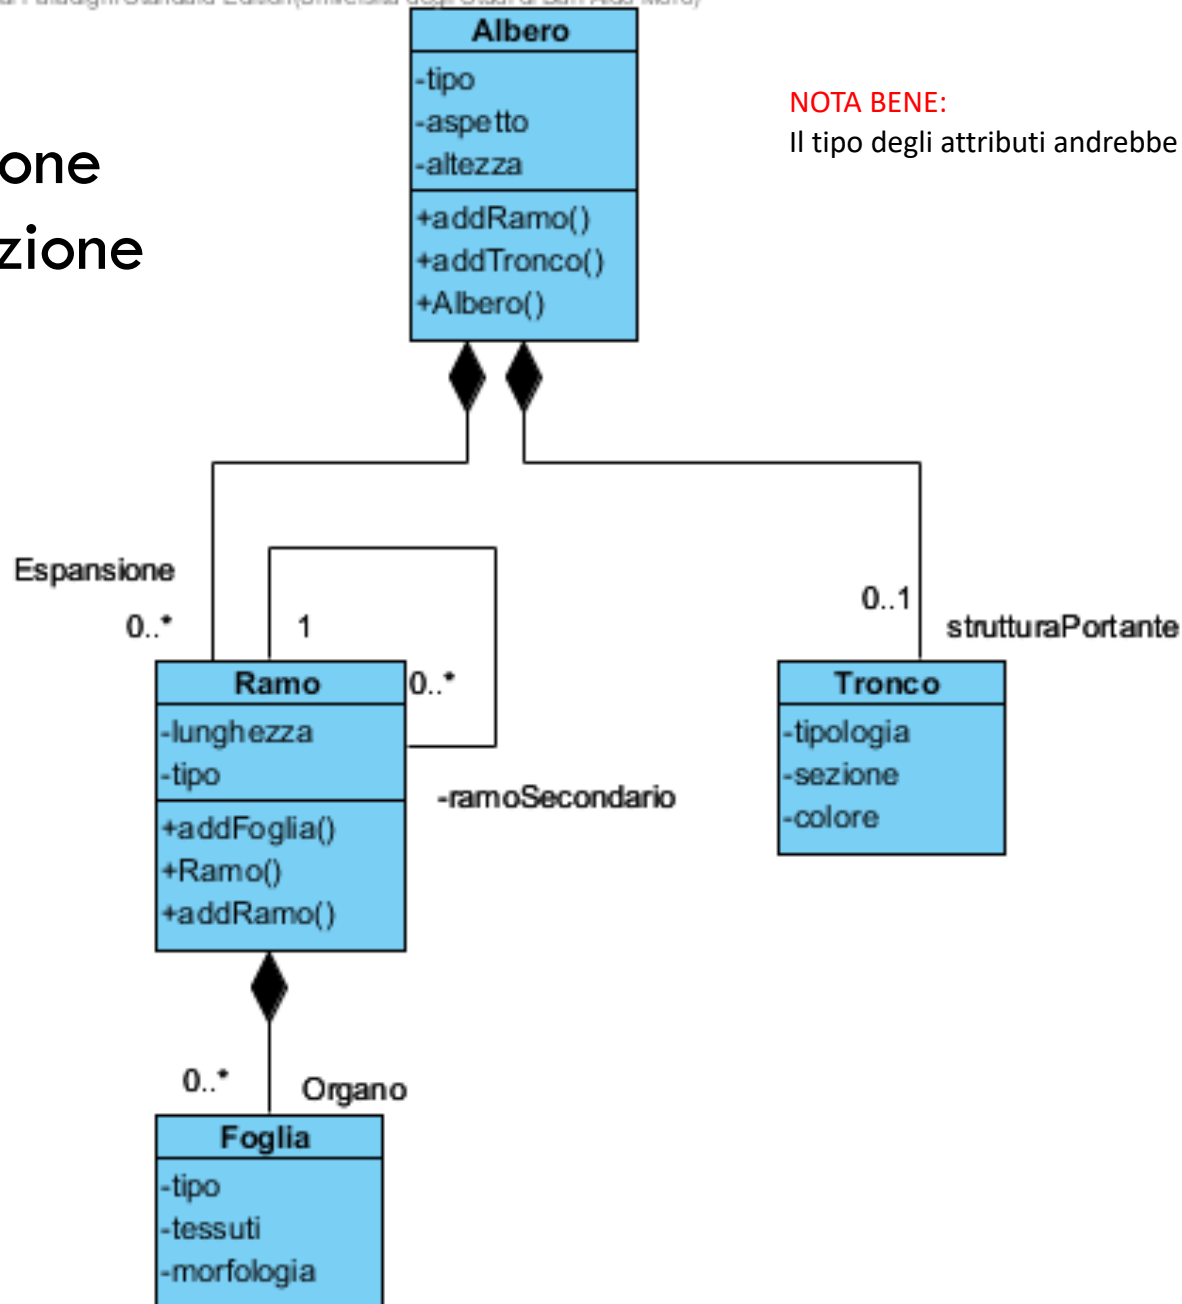 one
zione
NOTA BENE:
Il tipo degli attributi andrebbe
Albero
-tipo
-aspetto
-altezza
+addRamo()
+addTronco()
+Albero()
Espansione
0..*
1
0..*
-ramoSecondario
0..1
strutturaPortante
Ramo
-lunghezza
-tipo
+addFoglia()
+Ramo()
+addRamo()
Tronco
-tipologia
-sezione
-colore
0..*
Organo
Foglia
-tipo
-tessuti
-morfologia